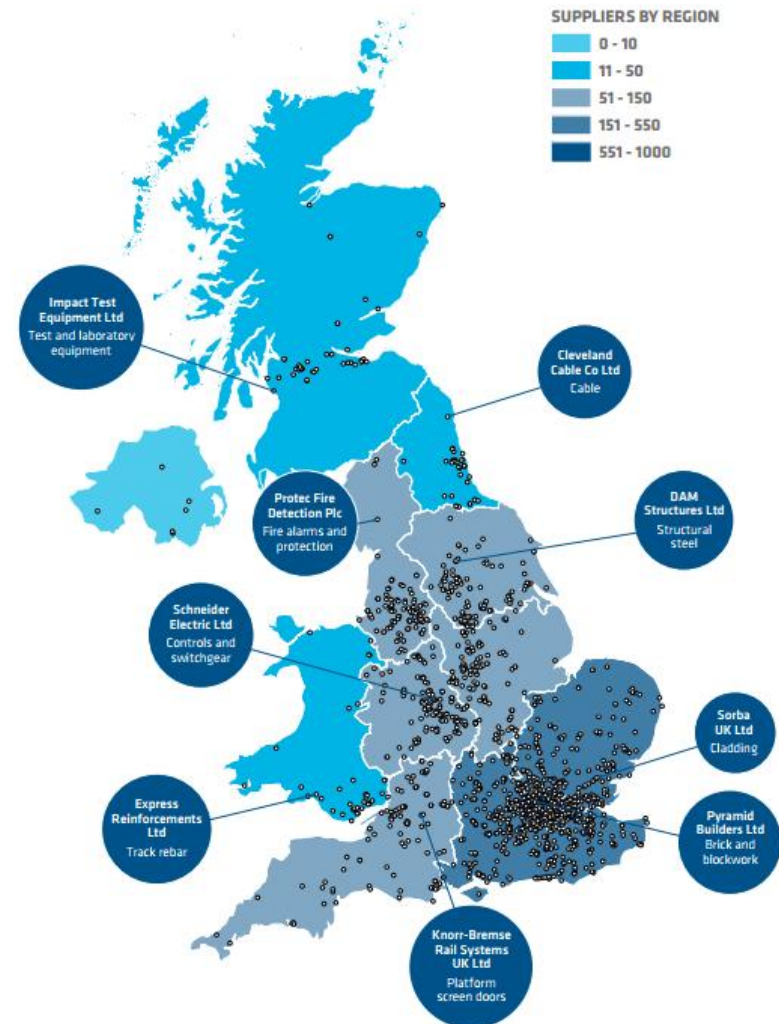 SUPPLIERS BY REGION
0 - 10
11 - 50
51 - 150
151 - 550
551 - 1000
Impact Test
Equipment Ltd
Test and laboratory
equipment
Cleveland
Cable Co Ltd
Cable
Protec Fire
Detection Plc
Fire alarms and
protection
DAM
Structures Ltd
Structural
steel
Schneider
Electric Ltd
Controls and
switchgear
Sorba
UK Ltd
Cladding
Express
Reinforcements
Ltd
Track rebar
Pyramid
Builders Ltd
Brick and
blockwork
Knorr-Bremse
Rail Systems
UK Ltd
Platform
screen doors